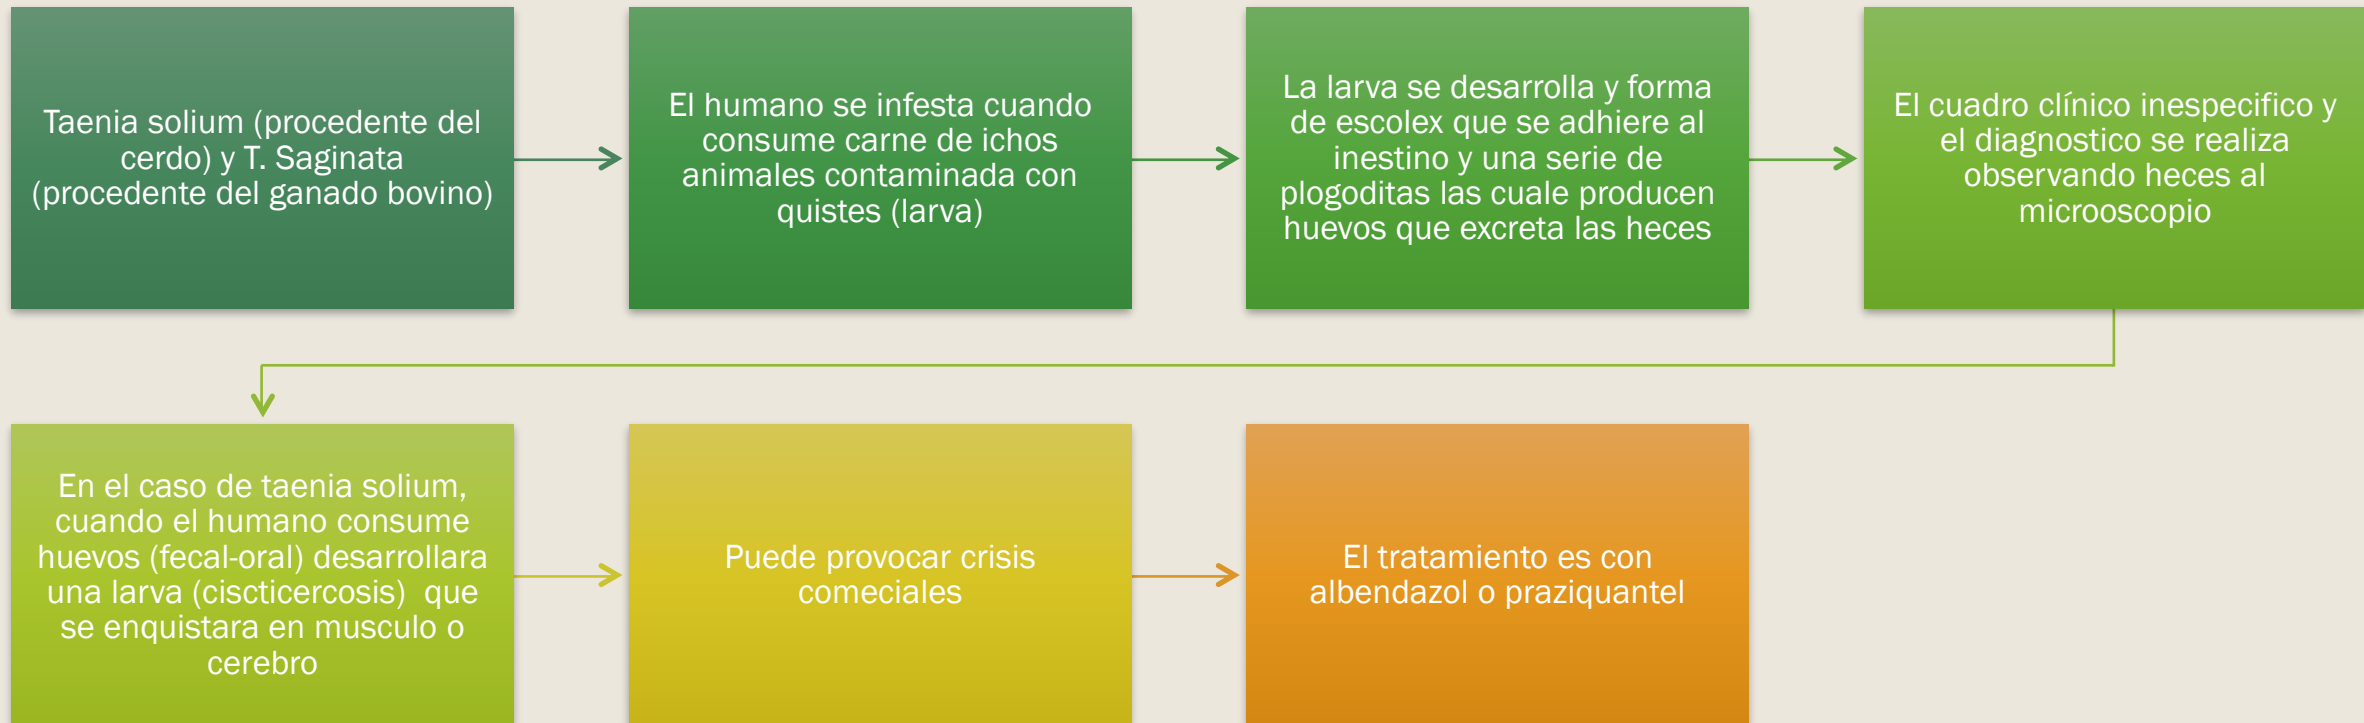 Taenia solium (procedente del
cerdo) y T. Saginata
(procedente del ganado bovino)
El humano se infesta cuando
consume carne de ichos
animales contaminada con
quistes (larva)
La larva se desarrolla y forma
de escolex que se adhiere al
inestino y una serie de
plogoditas las cuale producen
huevos que excreta las heces
El cuadro clínico inespecifico y
el diagnostico se realiza
observando heces al
microoscopio
En el caso de taenia solium,
cuando el humano consume
huevos (fecal-oral) desarrollara
una larva (ciscticercosis) que
se enquistara en musculo o
cerebro
Puede provocar crisis
comeciales
El tratamiento es con
albendazol o praziquantel